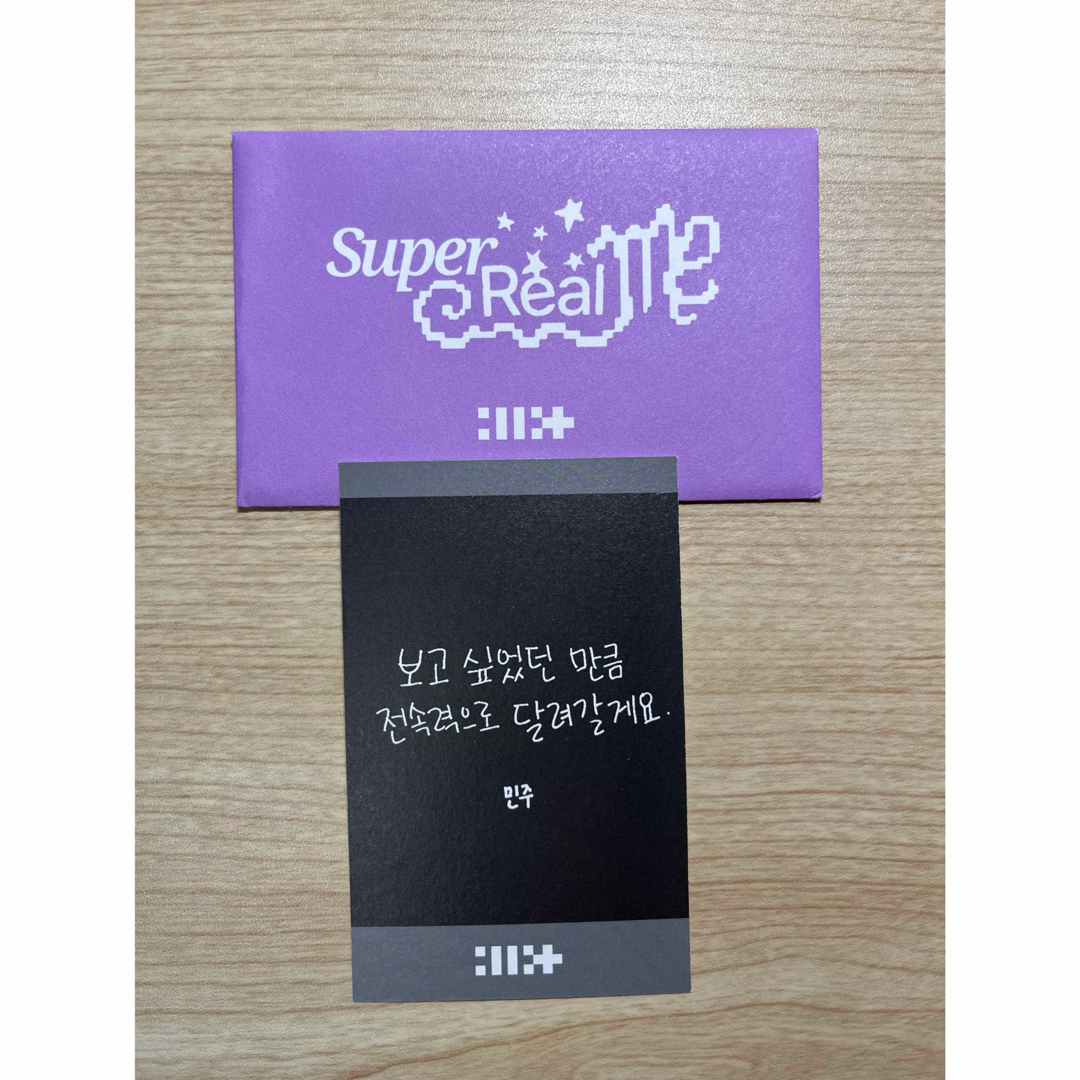 Super
Real ME
보고 싶었던 만큼
전속력으로 달려갈게요.
민주